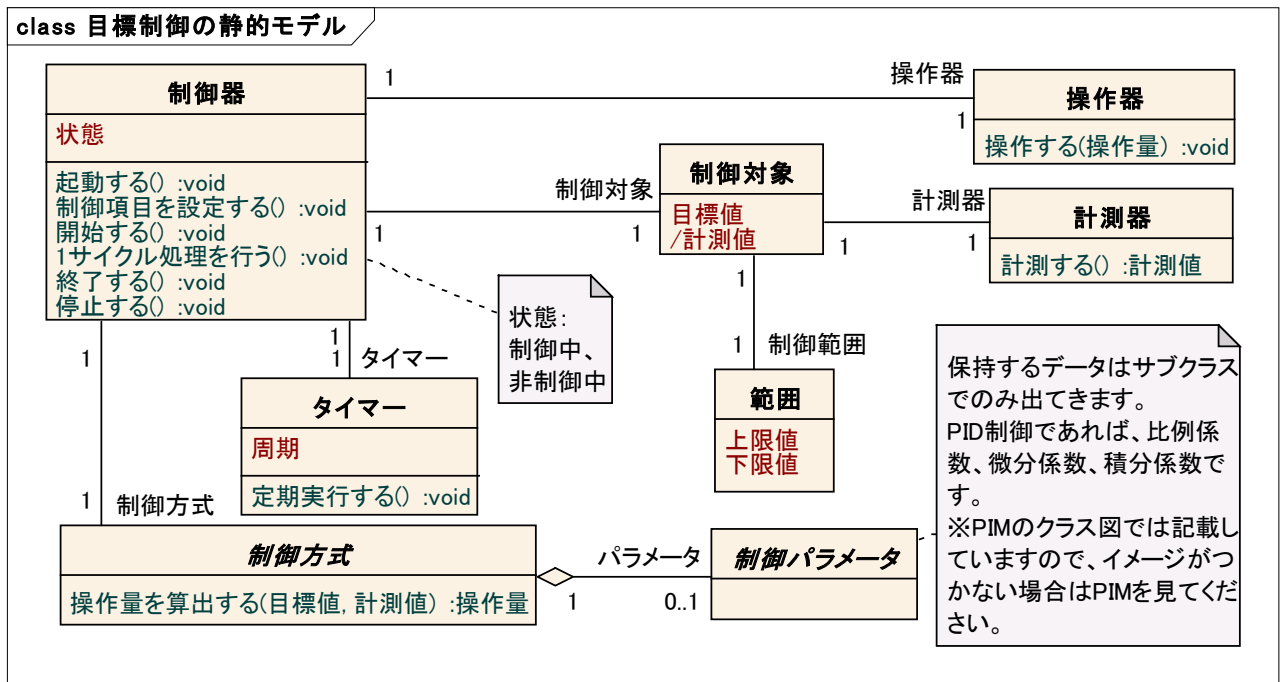 class 目標制御の静的モデル
制御器
状態
起動する() :void
制御項目を設定する() :void
開始する() :void
1サイクル処理を行う() :void
終了する() :void
停止する() :void
1
操作器
1
操作器
操作する(操作量) :void
1
制御対象
1
制御対象
目標値
/計測値
1
計測器
1
計測器
計測する() :計測値
状態:
制御中、
非制御中
1
1
制御範囲
範囲
上限値
下限値
1
1
タイマー
タイマー
周期
定期実行する() :void
1
1
制御方式
制御方式
操作量を算出する(目標値, 計測値) :操作量
1
パラメータ
0..1
制御パラメータ
保持するデータはサブクラス
でのみ出てきます。
PID制御であれば、比例係
数、微分係数、積分係数で
す。
※PIMのクラス図では記載し
ていますので、イメージがつ
かない場合はPIMを見てくだ
さい。